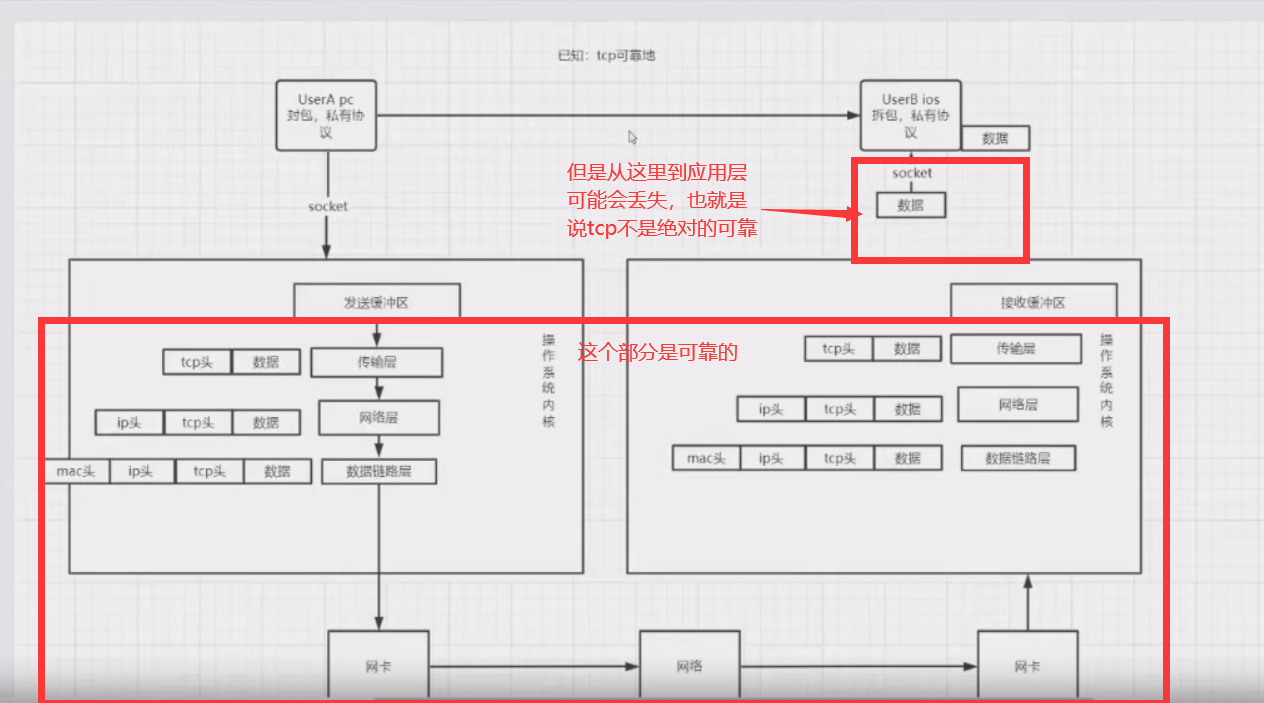 已知：tcp可靠地
UserA pc
封包，私有协
议
UserB ios
拆包，私有协
议
数据
但是从这里到应用层
可能会丢失，也就是
说tcp不是绝对的可靠
socket
数据
socket
发送缓冲区
接收缓冲区
这个部分是可靠的
tcp头 数据 传输层
ip头 tcp头 数据 网络层
mac头 ip头 tcp头 数据 数据链路层
操
作
系
统
内
核
tcp头 数据 传输层
ip头 tcp头 数据 网络层
mac头 ip头 tcp头 数据 数据链路层
操
作
系
统
内
核
网卡
网络
网卡